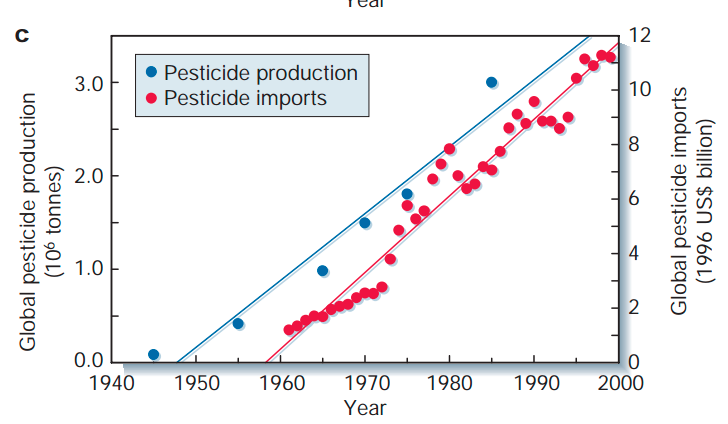 Year
c
Pesticide production
Pesticide imports
Global pesticide production
(10⁶ tonnes)
3.0
2.0
1.0
0.0
12
10
8
6
4
2
0
Global pesticide imports
(1996 US$ billion)
1940 1950 1960 1970 1980 1990 2000
Year